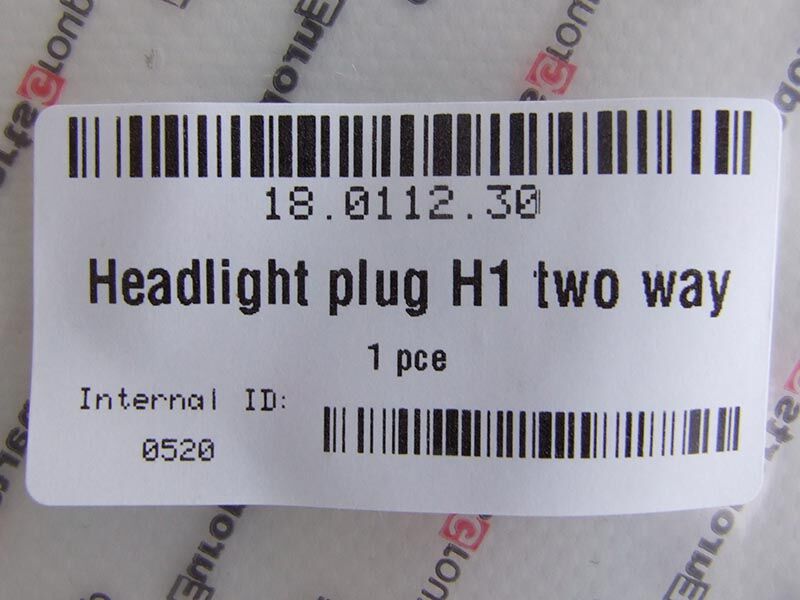 18.0112.30
Headlight plug H1 two way
1 pce
Internal ID:
0520